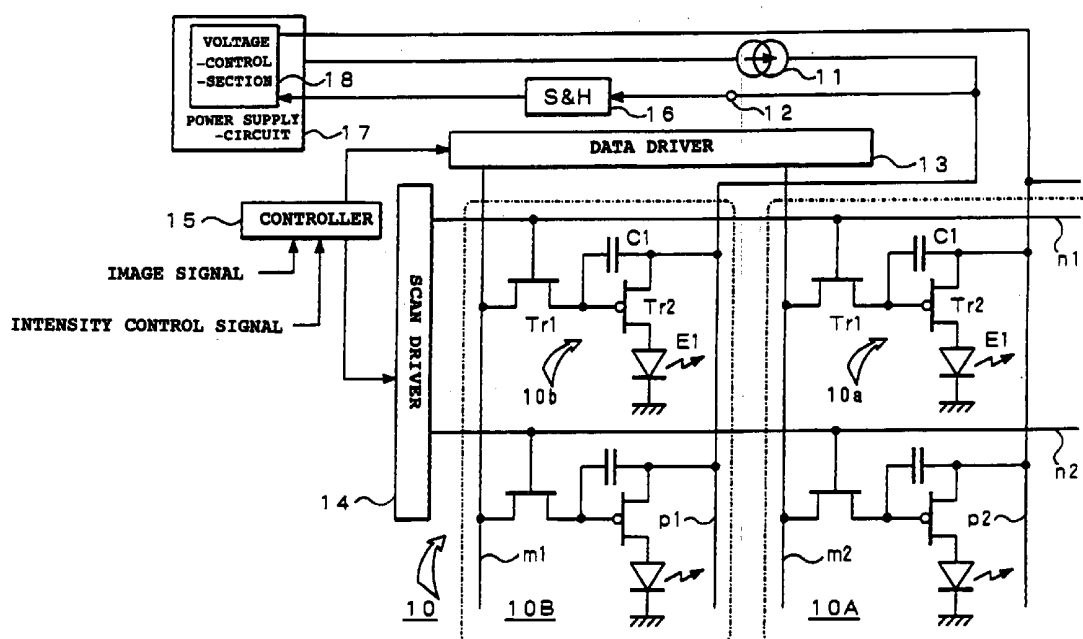 VOLTAGE
-CONTROL
-SECTION
18
POWER SUPPLY
-CIRCUIT
17
11
S&H
16
12
DATA DRIVER
13
15
CONTROLLER
IMAGE SIGNAL
INTENSITY CONTROL SIGNAL
SCAN DRIVER
14
n1
C1
Tr1
Tr2
E1
10b
C1
Tr1
Tr2
E1
10a
n2
p1
p2
m1
m2
10
10B
10A